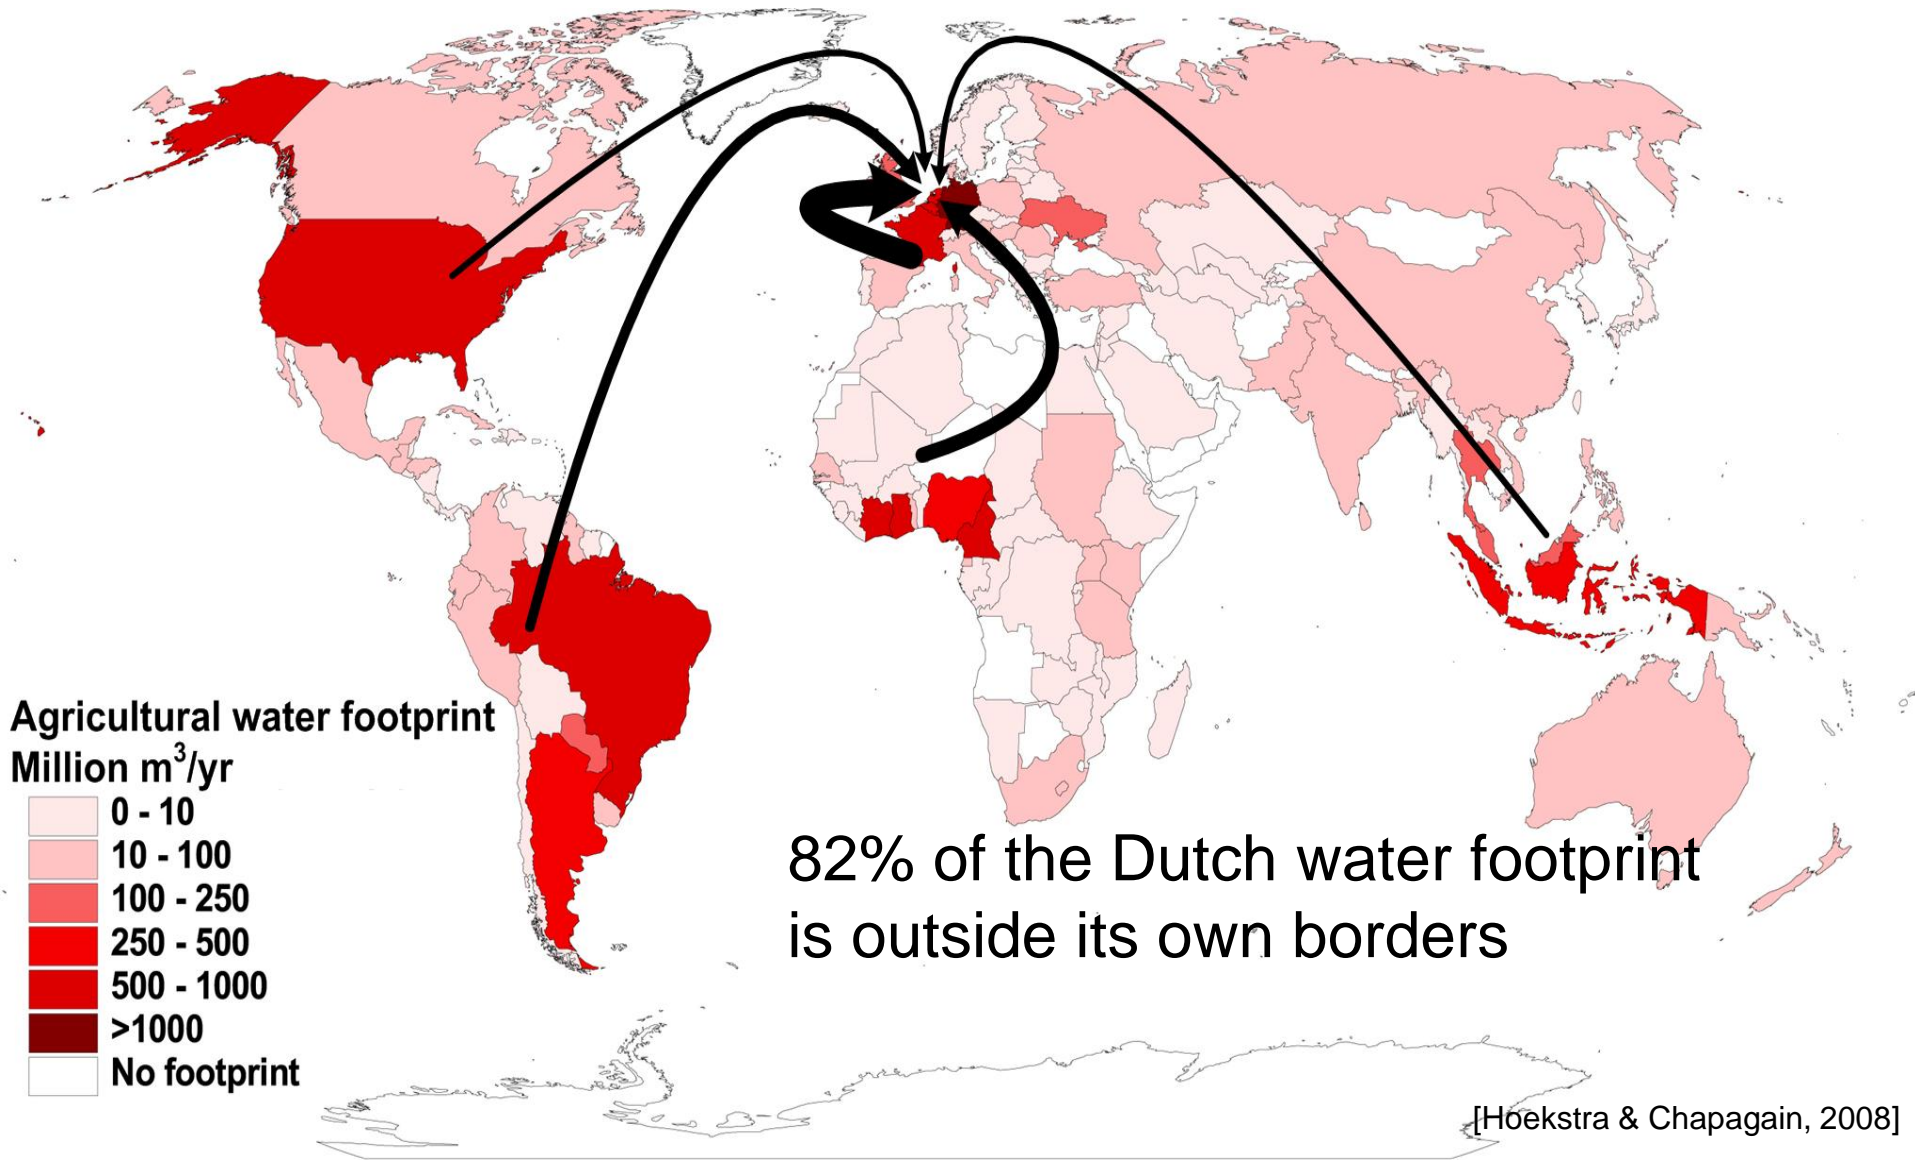 Agricultural water footprint
Million m³/yr
0 - 10
10 - 100
100 - 250
250 - 500
500 - 1000
>1000
No footprint
82% of the Dutch water footprint
is outside its own borders
[Hoekstra & Chapagain, 2008]